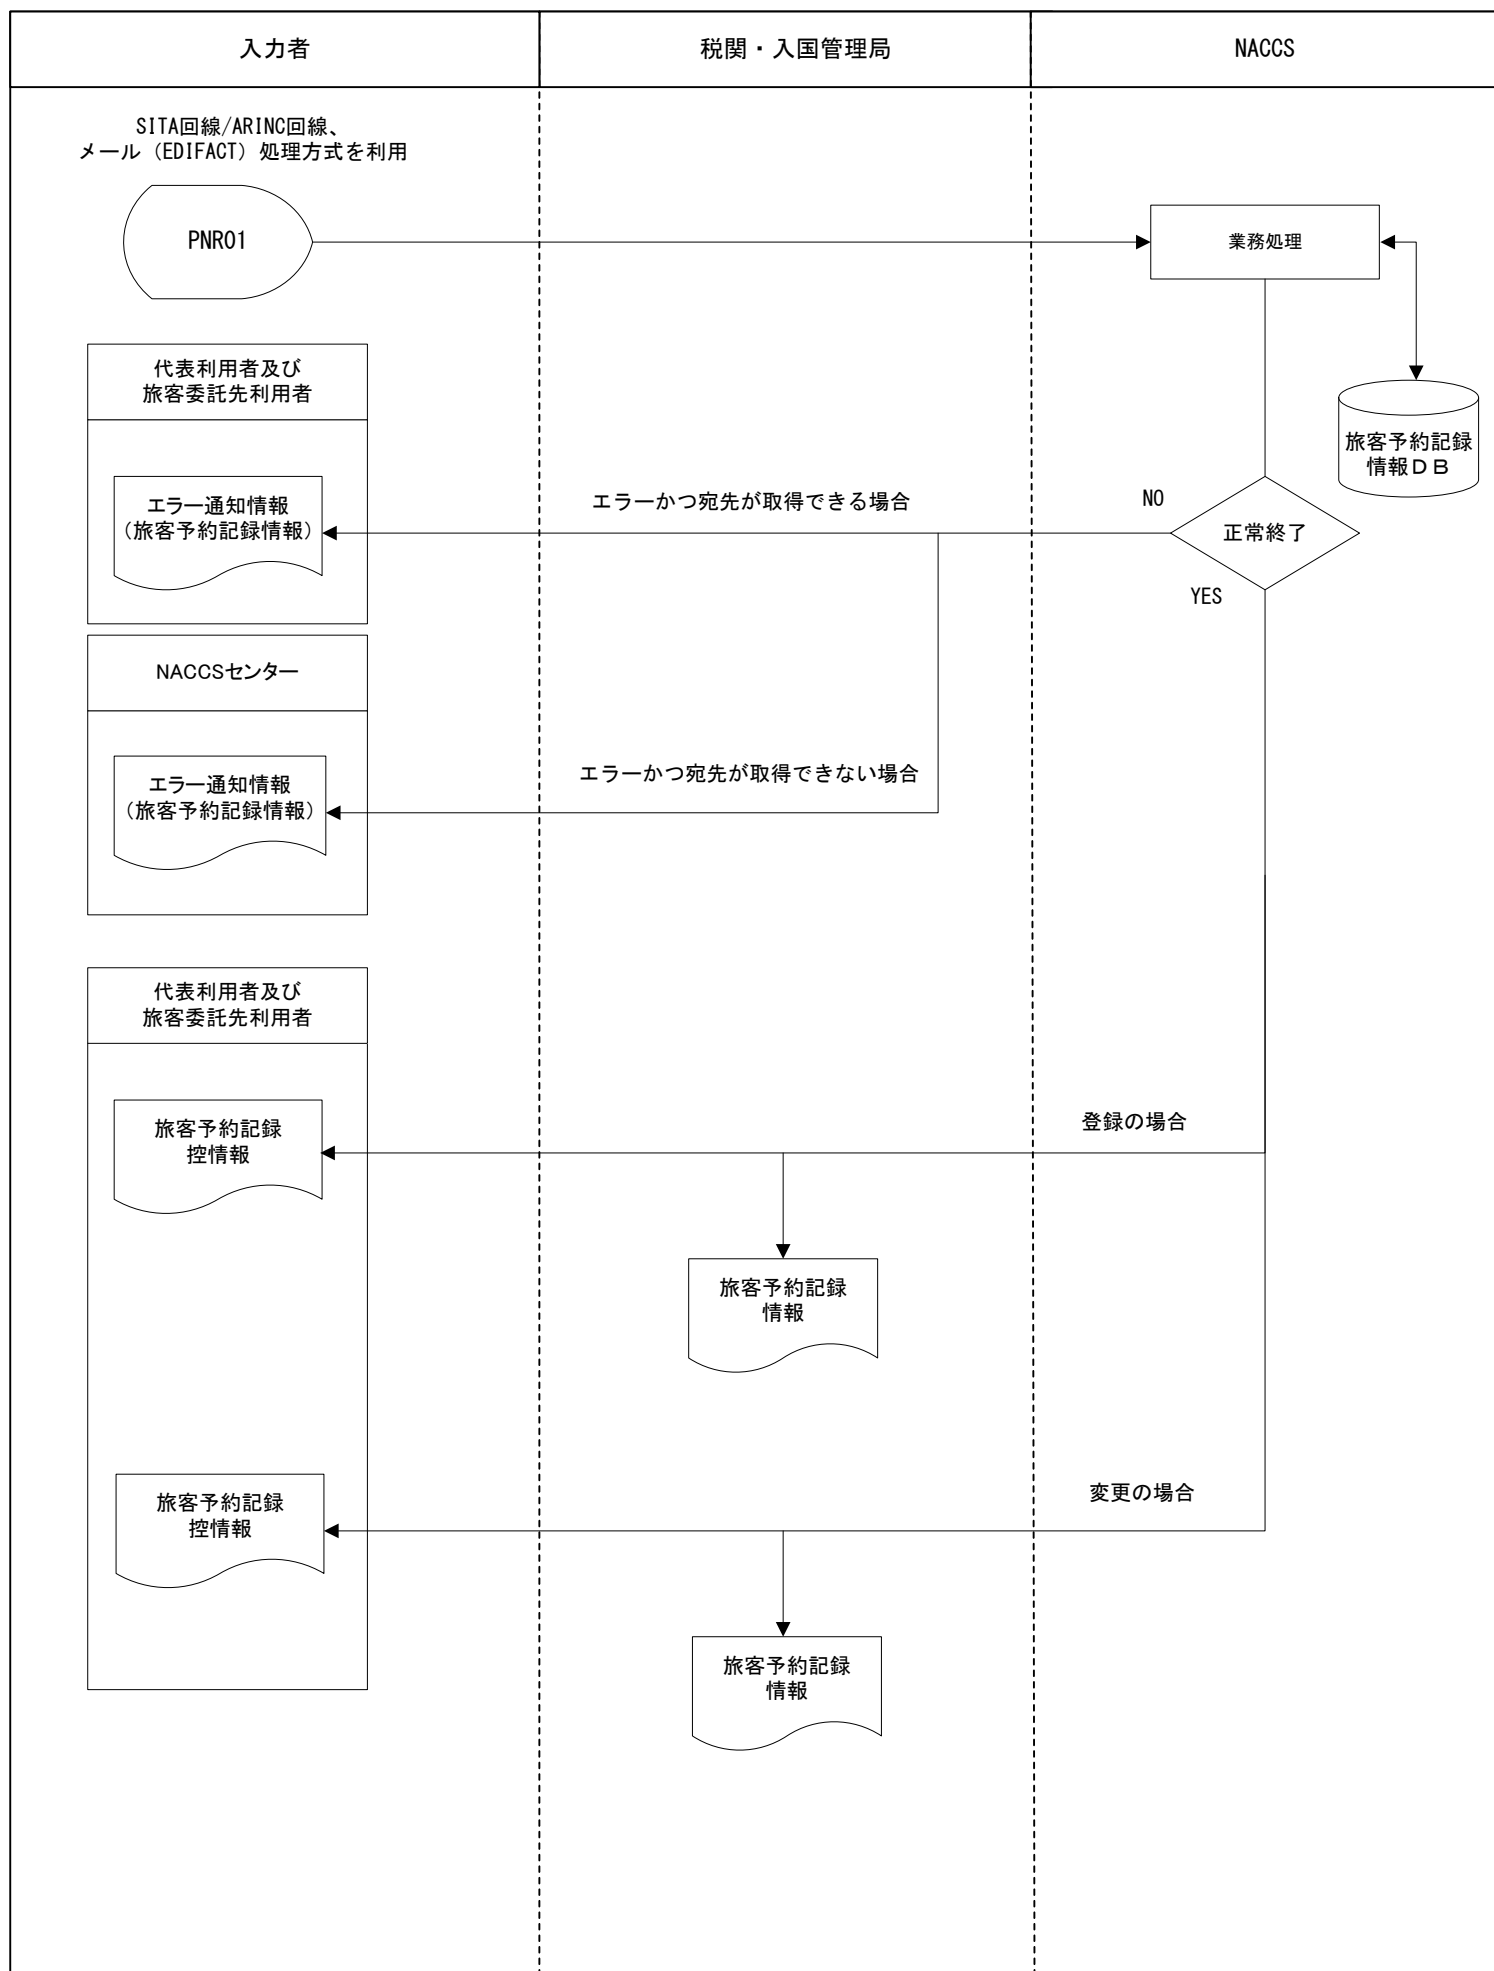 入力者
税関・入国管理局
NACCS
SITA回線/ARINC回線、
メール（EDIFACT）処理方式を利用
PNR01
業務処理
代表利用者及び
旅客委託先利用者
旅客予約記録
情報ＤＢ
エラー通知情報
（旅客予約記録情報）
エラーかつ宛先が取得できる場合
NO
正常終了
YES
NACCSセンター
エラー通知情報
（旅客予約記録情報）
エラーかつ宛先が取得できない場合
代表利用者及び
旅客委託先利用者
旅客予約記録
控情報
登録の場合
旅客予約記録
情報
旅客予約記録
控情報
変更の場合
旅客予約記録
情報